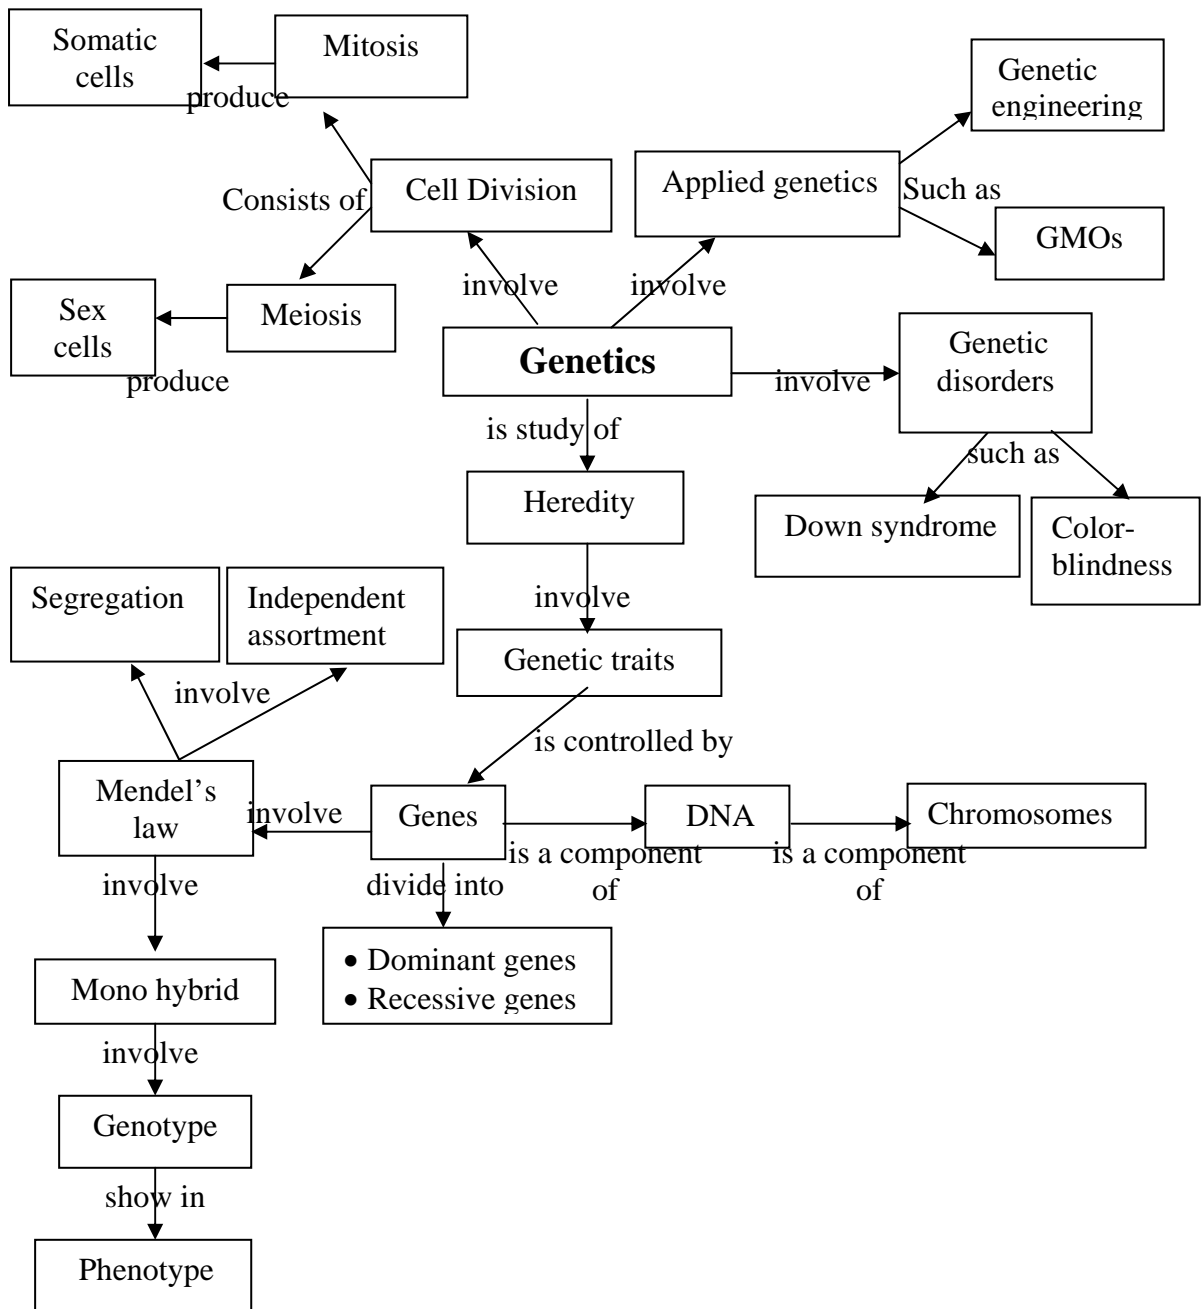 Somatic
cells
Mitosis
produce
Genetic
engineering
Consists of
Cell Division
Applied genetics
Such as
GMOs
Sex
cells
Meiosis
produce
involve
involve
Genetics
involve
Genetic
disorders
is study of
such as
Heredity
Down syndrome
Color-
blindness
Segregation
Independent
assortment
involve
involve
Genetic traits
is controlled by
Mendel’s
law
involve
Genes
DNA
Chromosomes
is a component
of
is a component
of
involve
divide into
• Dominant genes
• Recessive genes
Mono hybrid
involve
Genotype
show in
Phenotype